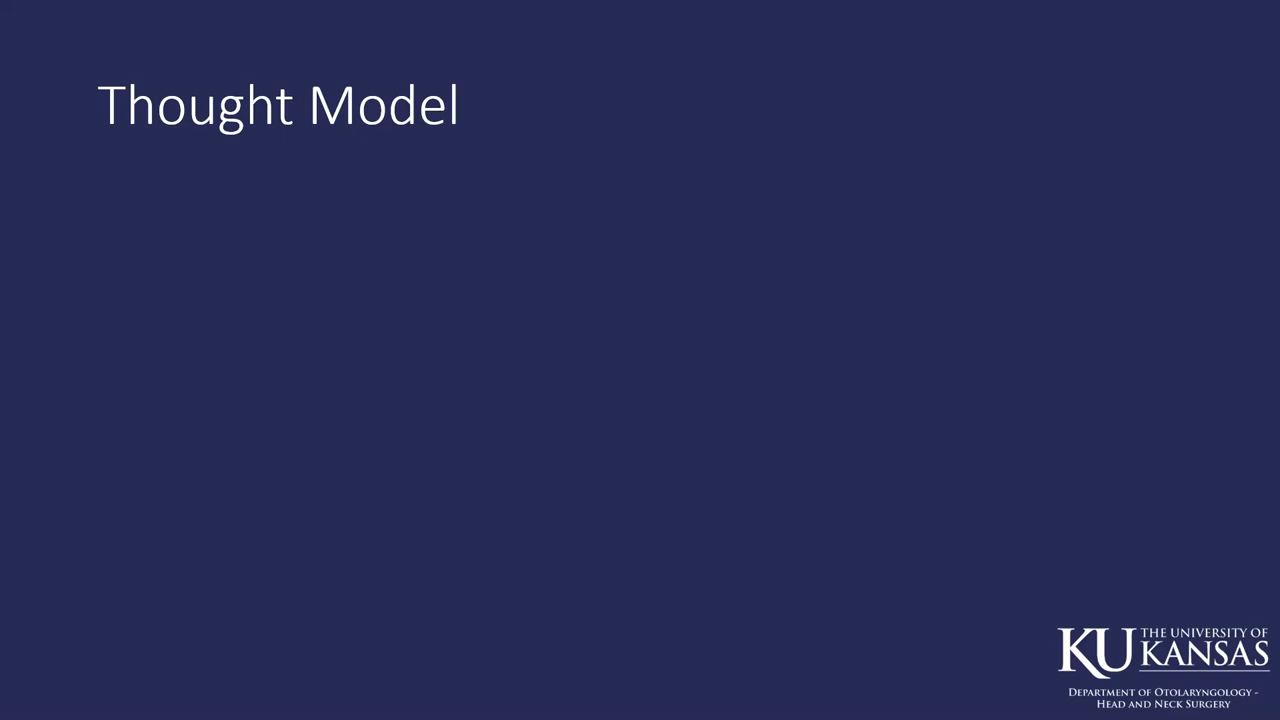 Thought Model
KU THE UNIVERSITY OF
KANSAS
DEPARTMENT OF OTOLARYNGOLOGY -
HEAD AND NECK SURGERY